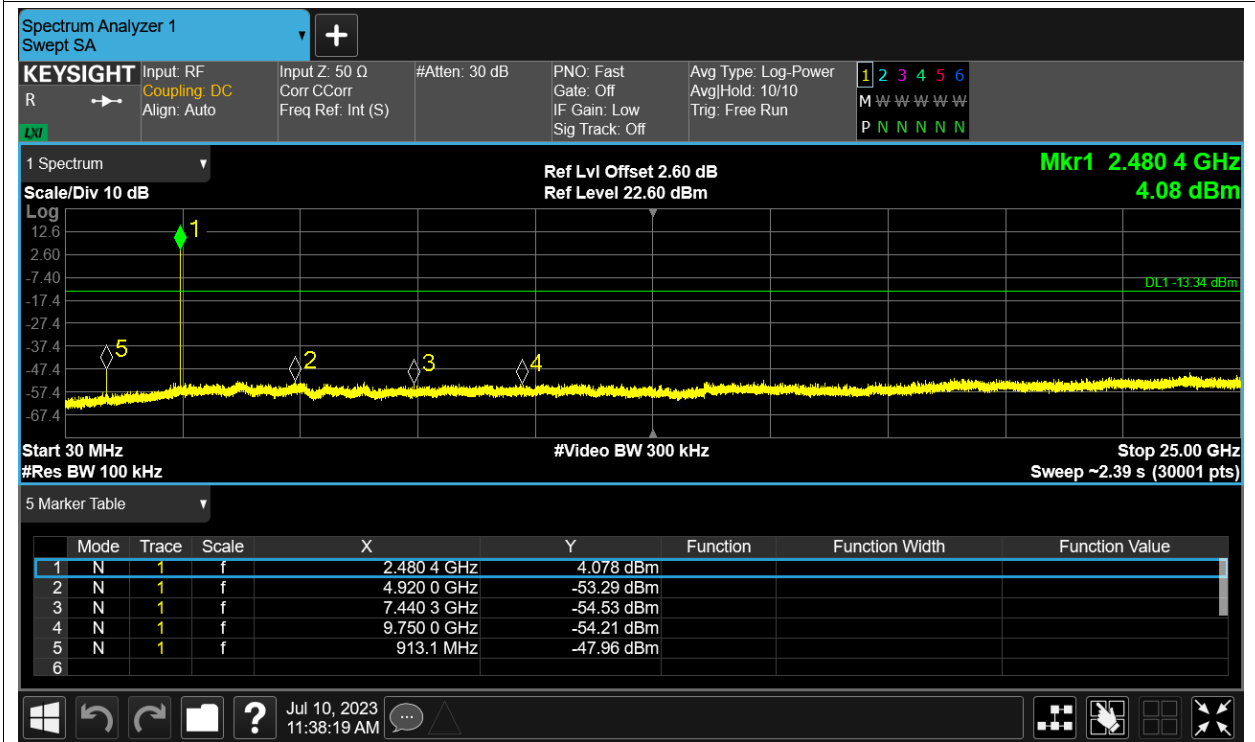 Spectrum Analyzer 1
Swept SA
KEYSIGHT Input: RF Input Z: 50 Ω #Atten: 30 dB PNO: Fast Avg Type: Log-Power 1 2 3 4 5 6
R Coupling: DC Corr CCorr Gate: Off Avg|Hold: 10/10 M W W W W W
Align: Auto Freq Ref: Int (S) IF Gain: Low Trig: Free Run
LXI Sig Track: Off P N N N N N
1 Spectrum Ref Lvl Offset 2.60 dB Mkr1 2.480 4 GHz
Scale/Div 10 dB Ref Level 22.60 dBm 4.08 dBm
Log
12.6 1
2.60
-7.40 DL1 -13.34 dBm
-17.4
-27.4
-37.4 5
-47.4 2 3 4
-57.4
-67.4
Start 30 MHz #Video BW 300 kHz Stop 25.00 GHz
#Res BW 100 kHz Sweep ~2.39 s (30001 pts)
5 Marker Table
Mode Trace Scale X Y Function Function Width Function Value
1 N 1 f 2.480 4 GHz 4.078 dBm
2 N 1 f 4.920 0 GHz -53.29 dBm
3 N 1 f 7.440 3 GHz -54.53 dBm
4 N 1 f 9.750 0 GHz -54.21 dBm
5 N 1 f 913.1 MHz -47.96 dBm
6
? Jul 10, 2023
11:38:19 AM